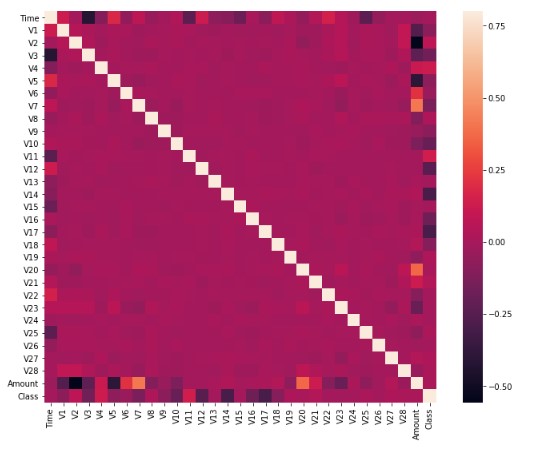 Time
V1
V2
V3
V4
V5
V6
V7
V8
V9
V10
V11
V12
V13
V14
V15
V16
V17
V18
V19
V20
V21
V22
V23
V24
V25
V26
V27
V28
Amount
Class
Time
V1
V2
V3
V4
V5
V6
V7
V8
V9
V10
V11
V12
V13
V14
V15
V16
V17
V18
V19
V20
V21
V22
V23
V24
V25
V26
V27
V28
Amount
Class
0.75
0.50
0.25
0.00
−0.25
−0.50